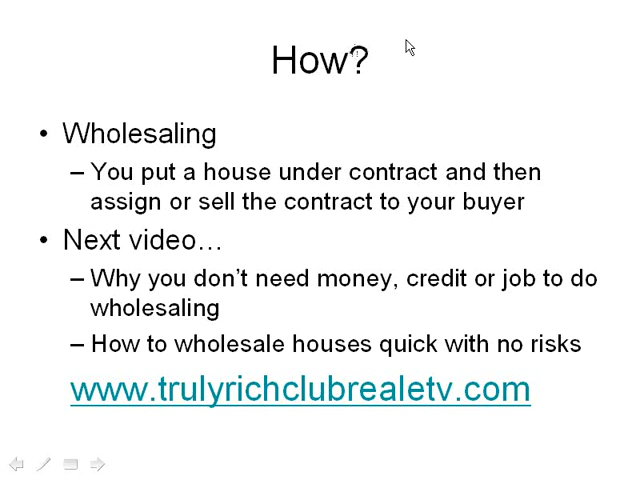 How?
• Wholesaling
– You put a house under contract and then
assign or sell the contract to your buyer
• Next video…
– Why you don't need money, credit or job to do
wholesaling
– How to wholesale houses quick with no risks
www.trulyrichclubrealetv.com